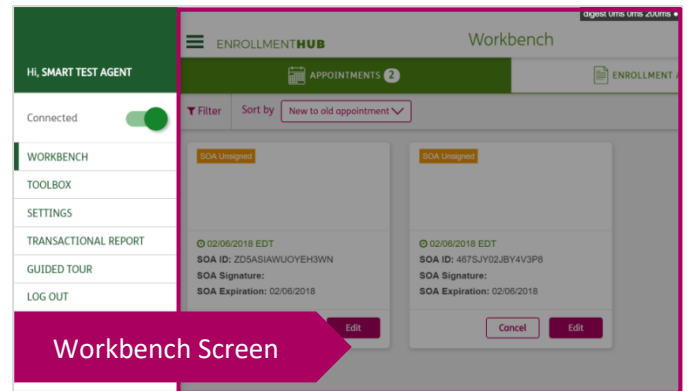 digest 0ms 0ms 200ms
ENROLLMENTHUB
Workbench
Hi, SMART TEST AGENT
APPOINTMENTS 2
ENROLLMENT
Connected
Filter Sort by New to old appointment
WORKBENCH
TOOLBOX
SETTINGS
TRANSACTIONAL REPORT
GUIDED TOUR
LOG OUT
SOA Unsigned
02/06/2018 EDT
SOA ID: ZD5ASIAWUOYEH3WN
SOA Signature:
SOA Expiration: 02/06/2018
Edit
SOA Unsigned
02/06/2018 EDT
SOA ID: 467SJY02JBY4V3P8
SOA Signature:
SOA Expiration: 02/06/2018
Cancel Edit
Workbench Screen